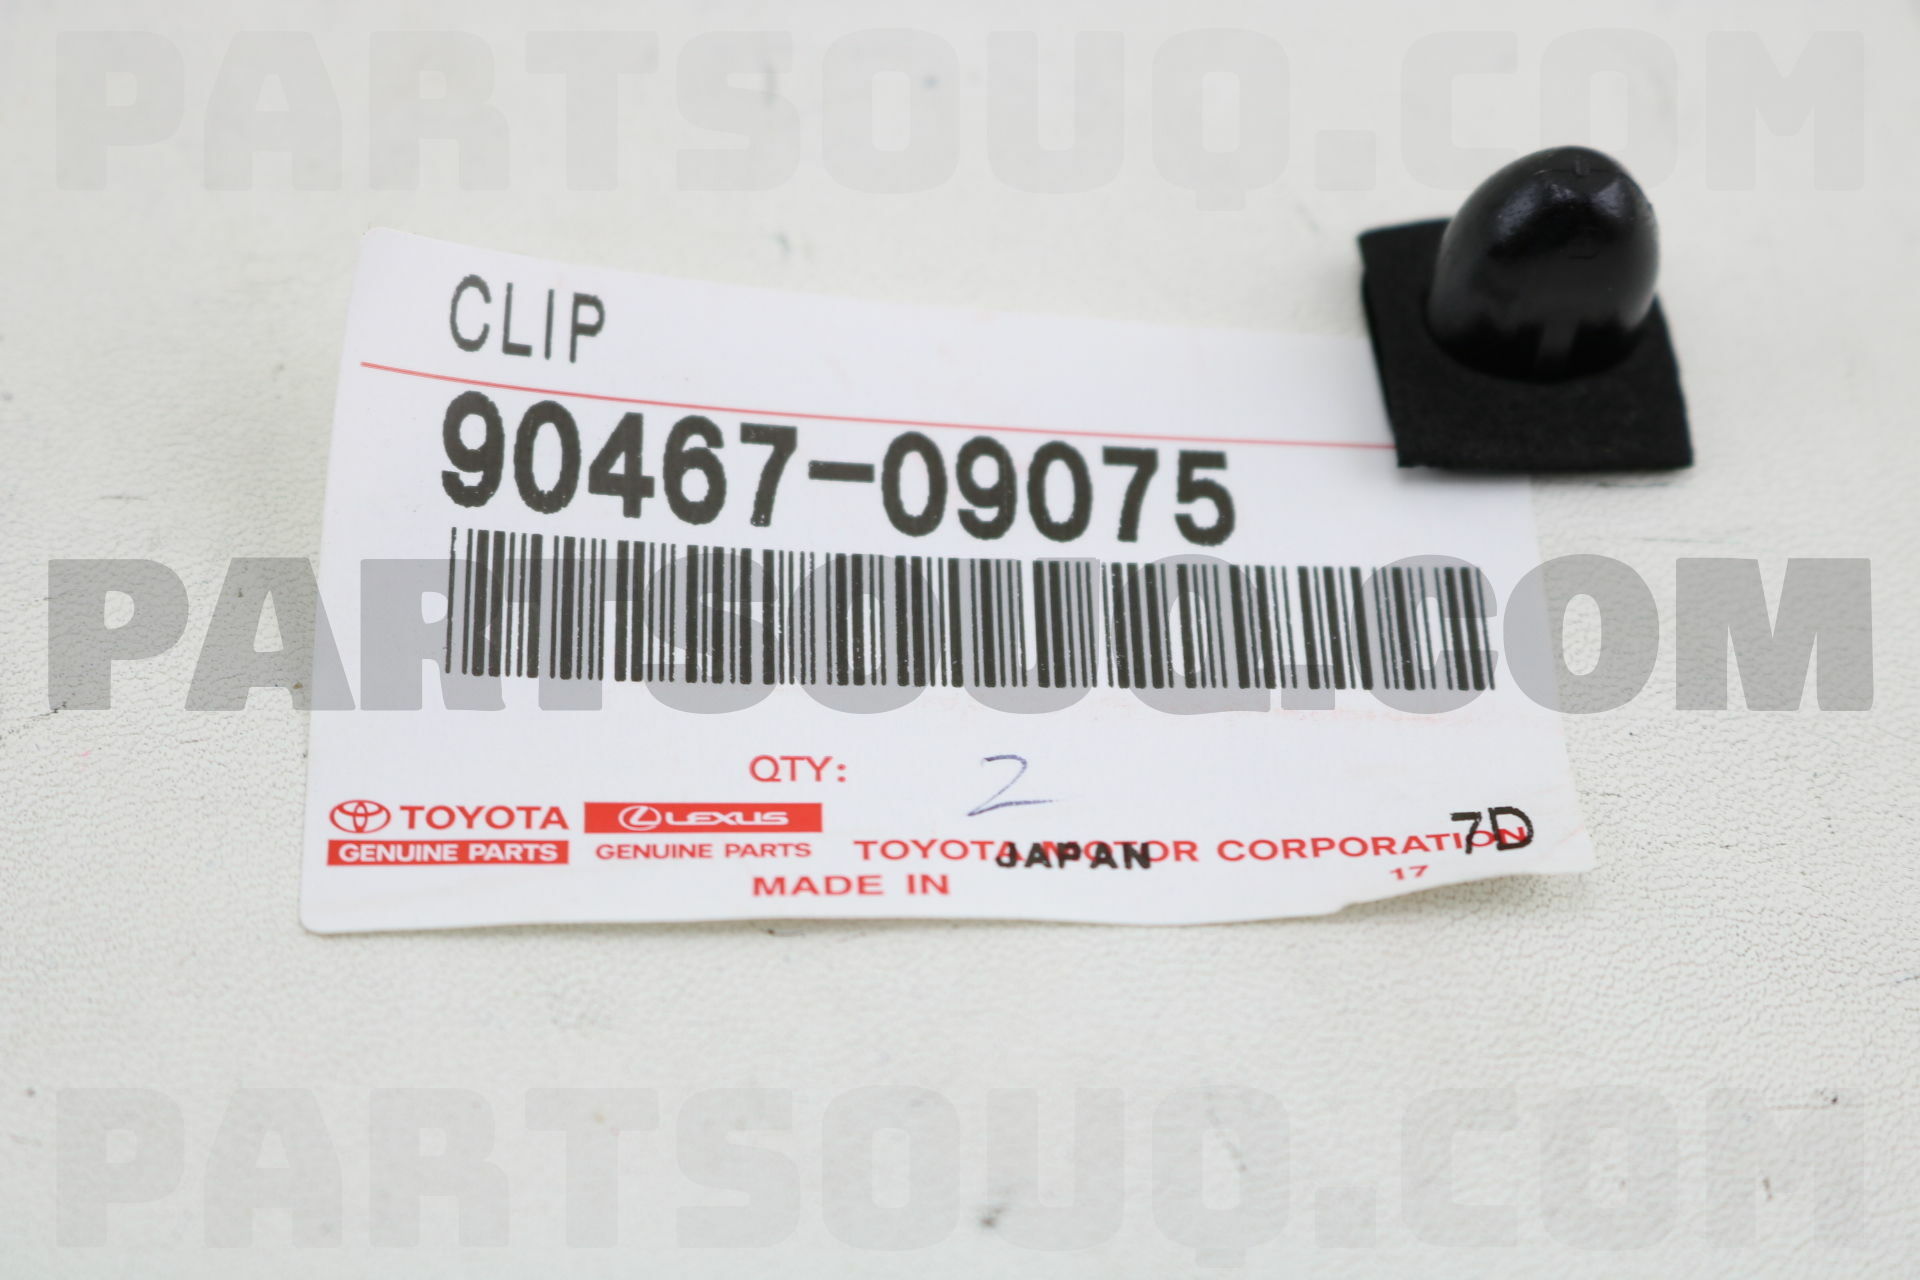 PARTSOUQ.COM
CLIP
90467-09075
PARTSOUQ.COM
QTY: 2
TOYOTA
GENUINE PARTS
LEXUS
GENUINE PARTS
TOYOTA MOTOR CORPORATION
7D
MADE IN JAPAN
17
PARTSOUQ.COM